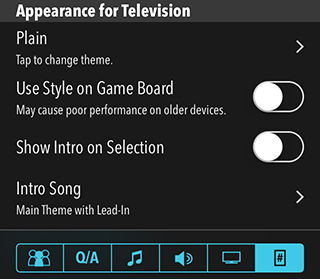 Appearance for Television
Plain
Tap to change theme.
Use Style on Game Board
May cause poor performance on older devices.
Show Intro on Selection
Intro Song
Main Theme with Lead-In
Q/A #